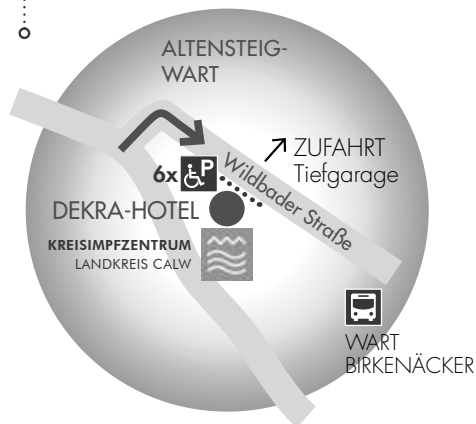 ALTENSTEIG-
WART
ZUFAHRT
Tiefgarage
6x P
Wildbader Straße
DEKRA-HOTEL
KREISIMPFZENTRUM
LANDKREIS CALW
WART
BIRKENÄCKER